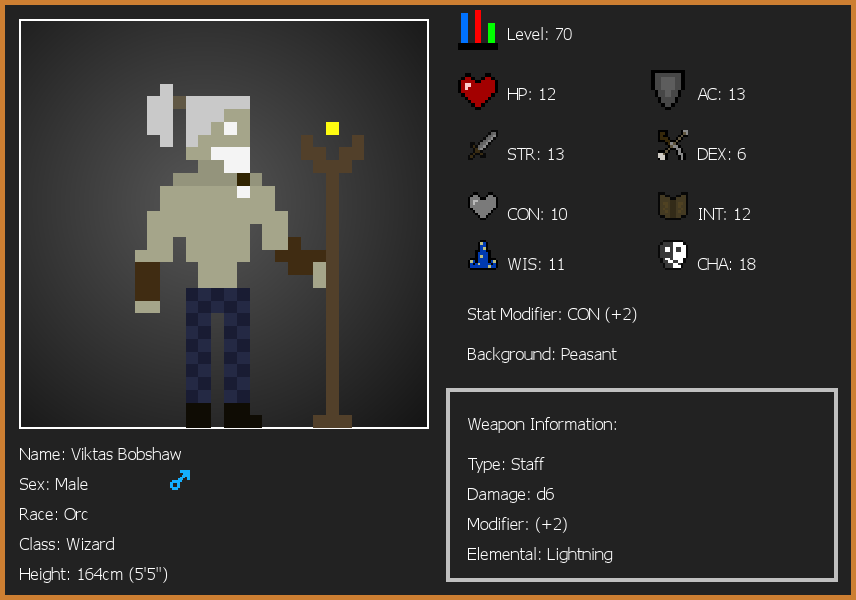 Level: 70
HP: 12
AC: 13
STR: 13
DEX: 6
CON: 10
INT: 12
WIS: 11
CHA: 18
Stat Modifier: CON (+2)
Background: Peasant
Weapon Information:
Type: Staff
Damage: d6
Modifier: (+2)
Elemental: Lightning
Name: Viktas Bobshaw
Sex: Male
Race: Orc
Class: Wizard
Height: 164cm (5'5")